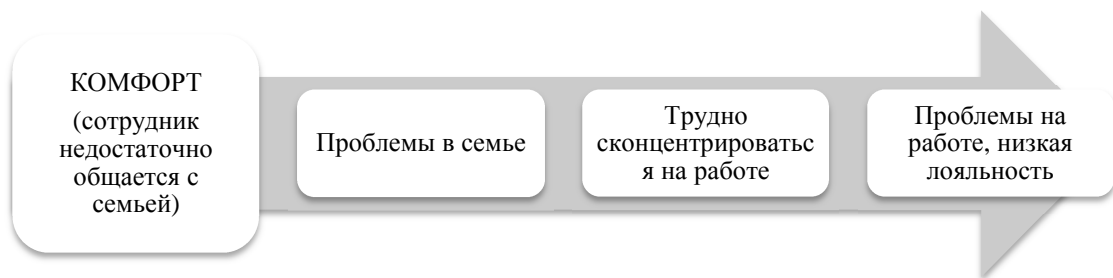 КОМФОРТ
(сотрудник
недостаточно
общается с
семьей)
Проблемы в семье
Трудно
сконцентрироватьс
я на работе
Проблемы на
работе, низкая
лояльность